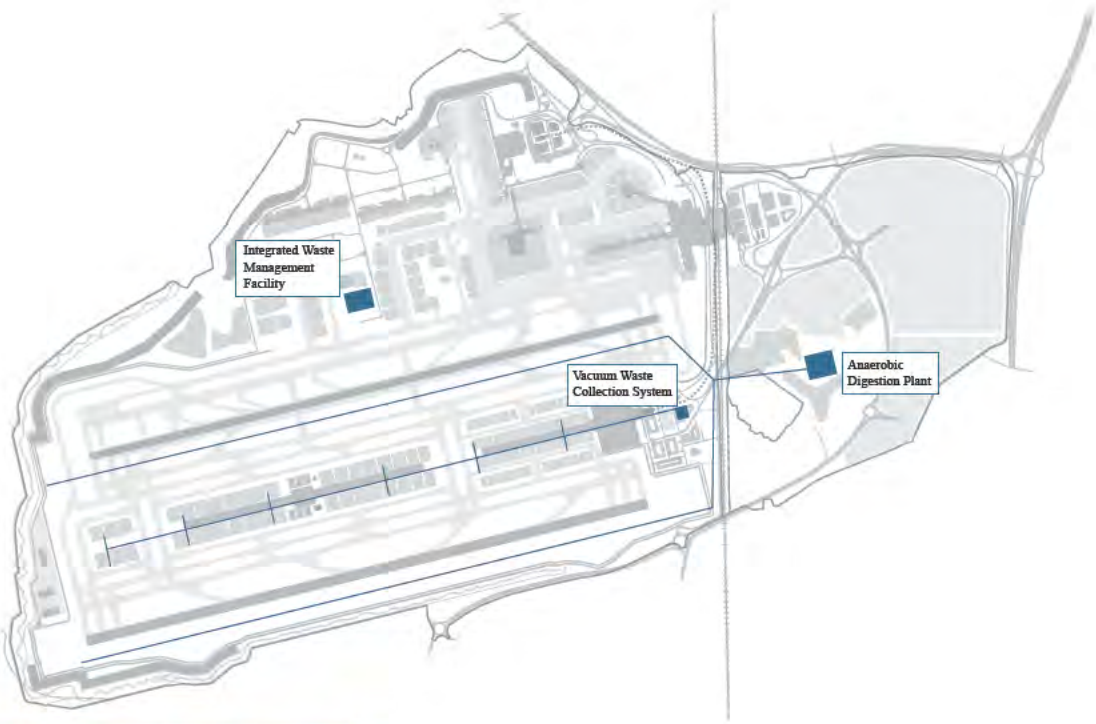 Integrated Waste
Management
Facility
Vacuum Waste
Collection System
Anaerobic
Digestion Plant